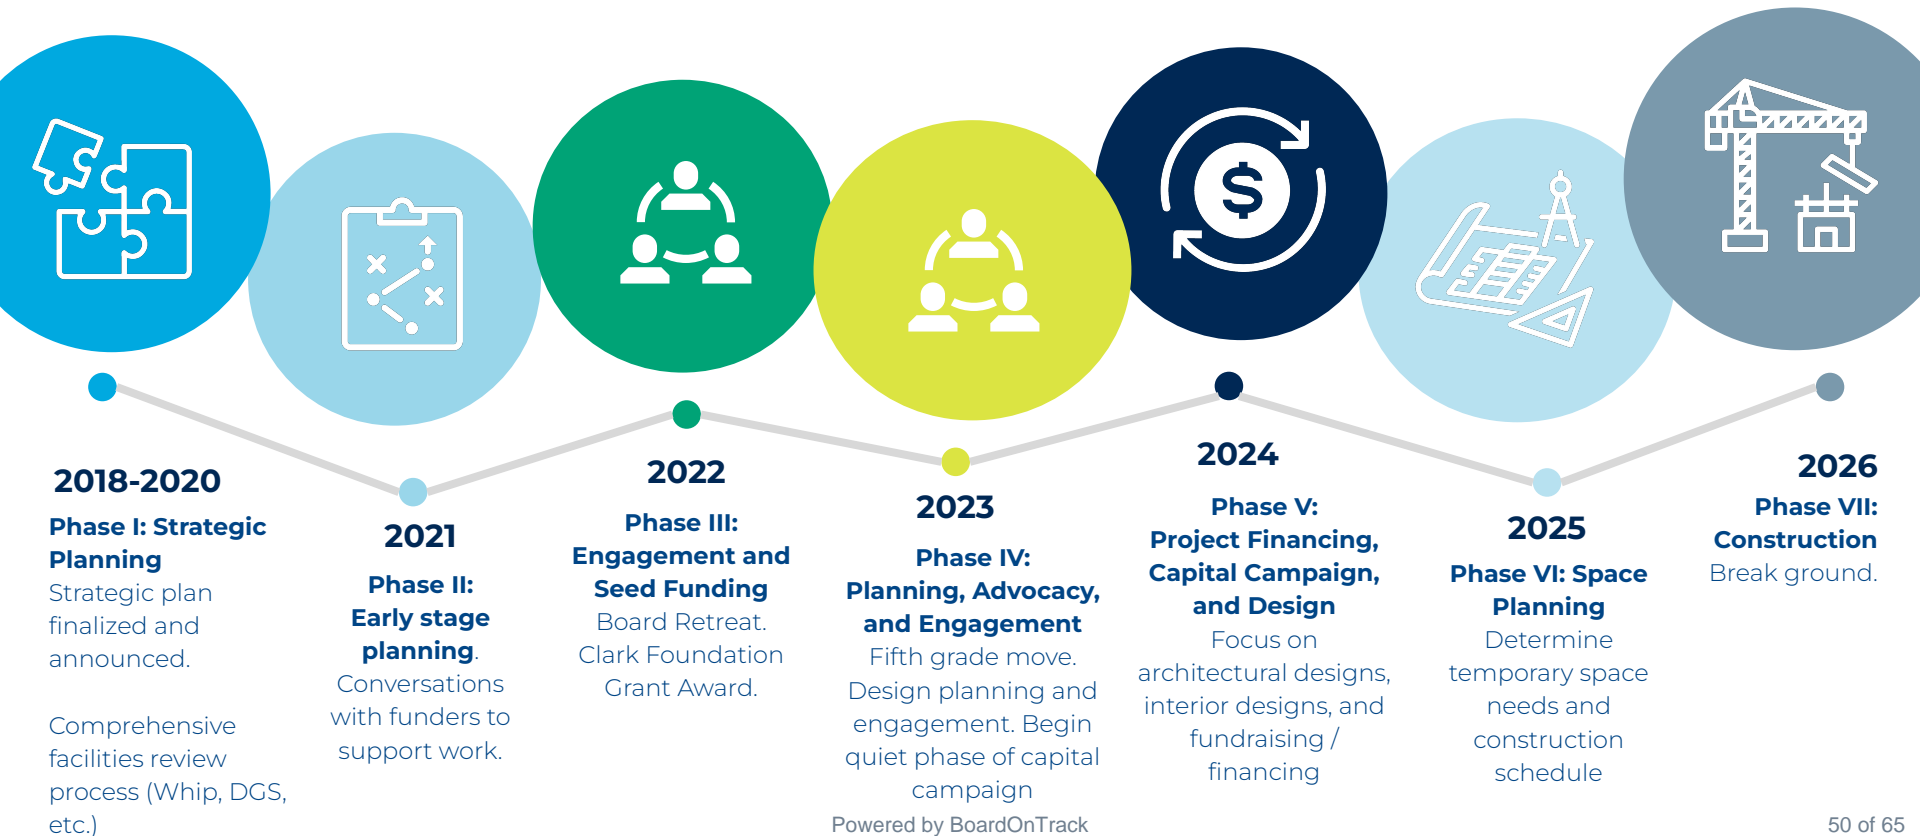 2018-2020
Phase I: Strategic
Planning
Strategic plan
finalized and
announced.
Comprehensive
facilities review
process (Whip, DGS,
etc.)
2021
Phase II:
Early stage
planning.
Conversations
with funders to
support work.
2022
Phase III:
Engagement and
Seed Funding
Board Retreat.
Clark Foundation
Grant Award.
2023
Phase IV:
Planning, Advocacy,
and Engagement
Fifth grade move.
Design planning and
engagement. Begin
quiet phase of capital
campaign
$
2024
Phase V:
Project Financing,
Capital Campaign,
and Design
Focus on
architectural designs,
interior designs, and
fundraising /
financing
2025
Phase VI: Space
Planning
Determine
temporary space
needs and
construction
schedule
2026
Phase VII:
Construction
Break ground.
Powered by BoardOnTrack
50 of 65